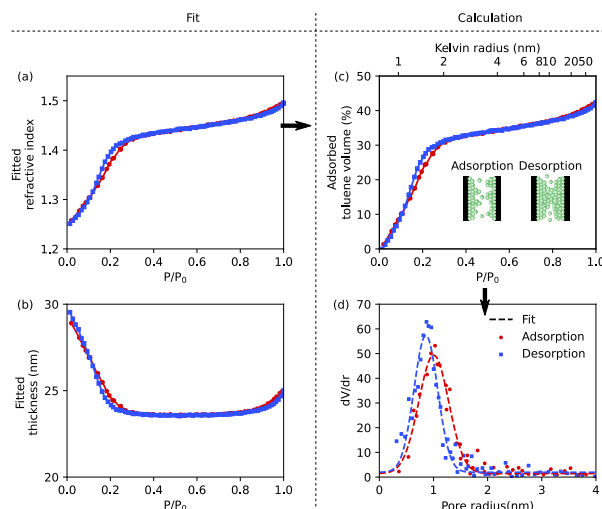 Fit
Calculation
(a)
Fitted
refractive index
1.5
1.4
1.3
1.2
0.0 0.2 0.4 0.6 0.8 1.0
P/P0
Kelvin radius (nm)
1 2 4 6 810 2050
(c)
Adsorbed
toluene volume (%)
50
40
30
20
10
0
Adsorption Desorption
0.0 0.2 0.4 0.6 0.8 1.0
P/P0
(b)
Fitted
thickness (nm)
30
25
20
0.0 0.2 0.4 0.6 0.8 1.0
P/P0
(d)
dV/dr
70
60
50
40
30
20
10
0
Fit
Adsorption
Desorption
0 1 2 3 4
Pore radius(nm)